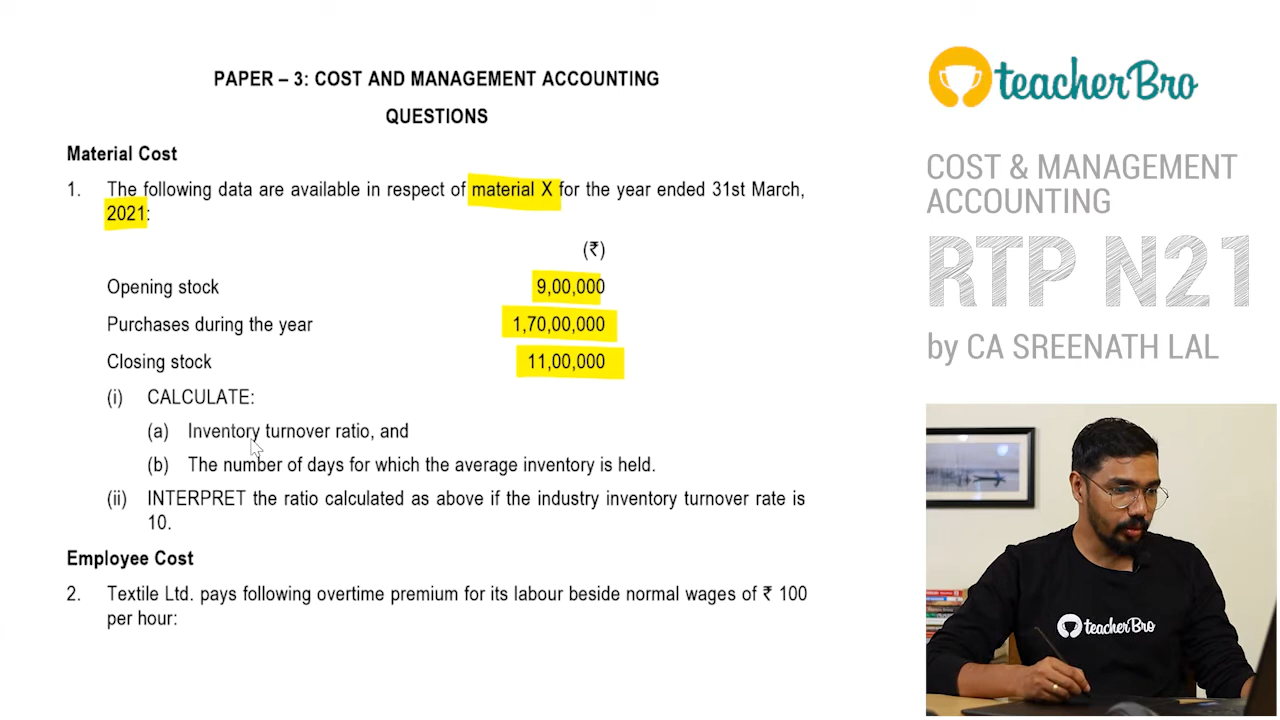 PAPER – 3: COST AND MANAGEMENT ACCOUNTING
QUESTIONS
Material Cost
1. The following data are available in respect of material X for the year ended 31st March,
2021:
(₹)
Opening stock 9,00,000
Purchases during the year 1,70,00,000
Closing stock 11,00,000
(i) CALCULATE:
(a) Inventory turnover ratio, and
(b) The number of days for which the average inventory is held.
(ii) INTERPRET the ratio calculated as above if the industry inventory turnover rate is
10.
Employee Cost
2. Textile Ltd. pays following overtime premium for its labour beside normal wages of ₹ 100
per hour:
teacherBro
COST & MANAGEMENT
ACCOUNTING
RTP N21
by CA SREENATH LAL
teacherBro